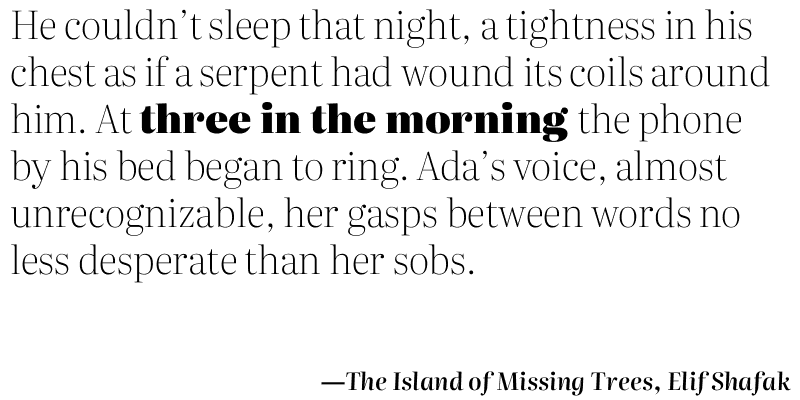 He couldn’t sleep that night, a tightness in his
chest as if a serpent had wound its coils around
him. At three in the morning the phone
by his bed began to ring. Ada’s voice, almost
unrecognizable, her gasps between words no
less desperate than her sobs.
—The Island of Missing Trees, Elif Shafak